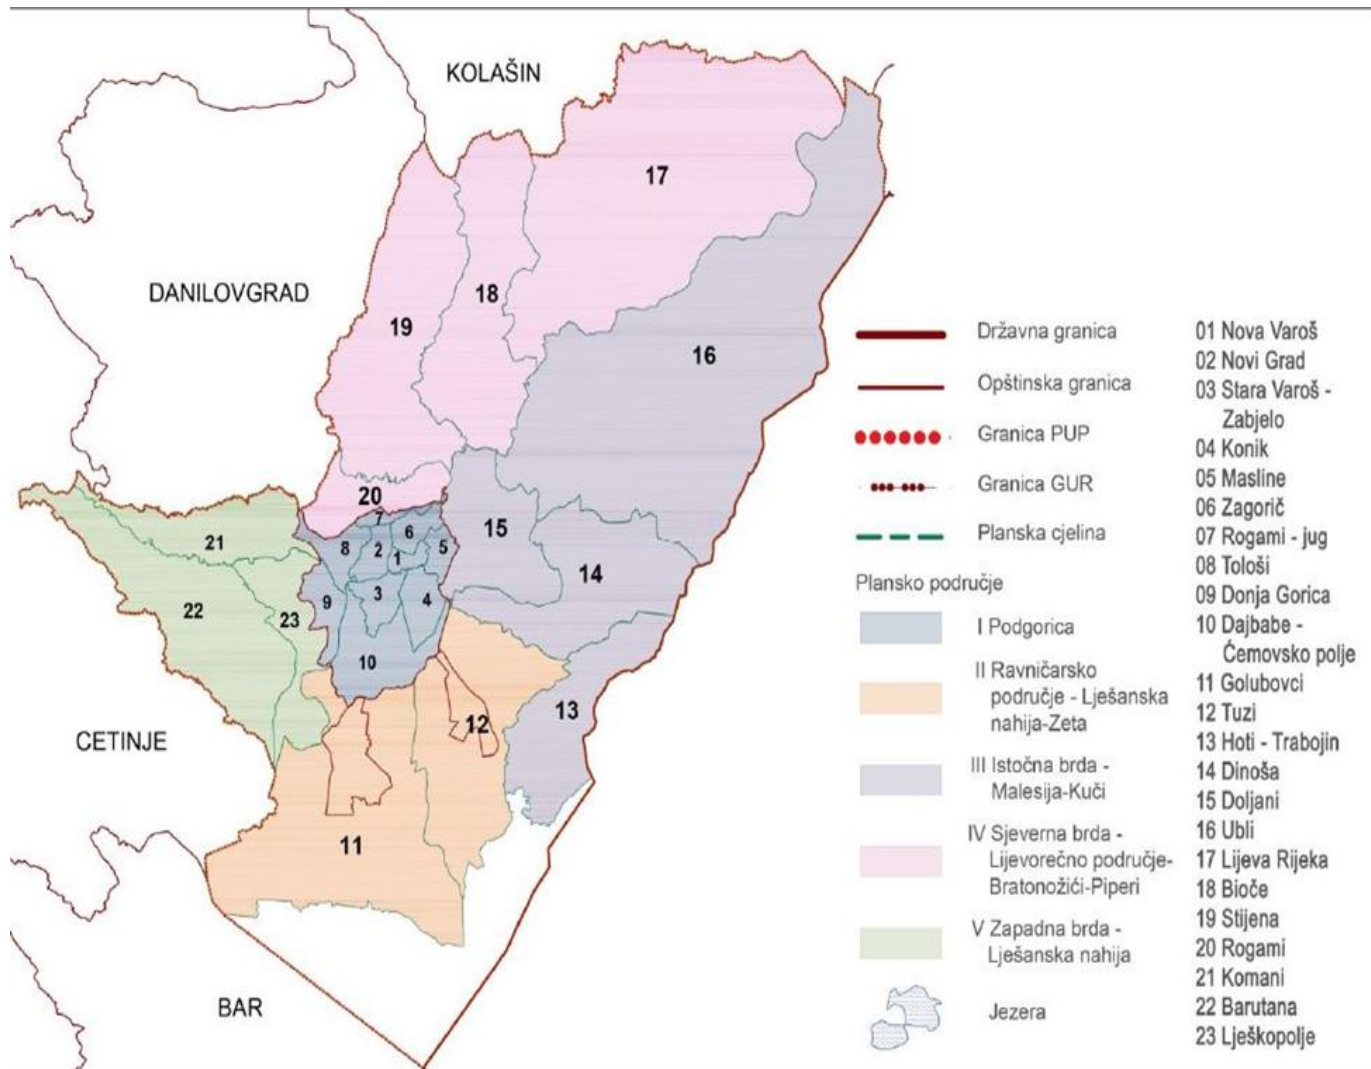 KOLAŠIN
17
DANILOVGRAD
18
19
16
20
7
6
15
21
8
2
5
1
14
9
3
4
22
23
10
13
12
CETINJE
11
BAR
Državna granica
Opštinska granica
Granica PUP
Granica GUR
Planska cjelina
Plansko područje
I Podgorica
II Ravničarsko
područje - Lješanska
nahija-Zeta
III Istočna brda -
Malesija-Kuči
IV Sjeverna brda -
Lijevorečno područje-
Bratonožići-Piperi
V Zapadna brda -
Lješanska nahija
Jezera
01 Nova Varoš
02 Novi Grad
03 Stara Varoš -
Zabjelo
04 Konik
05 Masline
06 Zagorič
07 Rogami - jug
08 Tološi
09 Donja Gorica
10 Dajbabe -
Ćemovsko polje
11 Golubovci
12 Tuzi
13 Hoti - Trabojin
14 Dinoša
15 Doljani
16 Ubli
17 Lijeva Rijeka
18 Bioče
19 Stijena
20 Rogami
21 Komani
22 Barutana
23 Lješkopolje